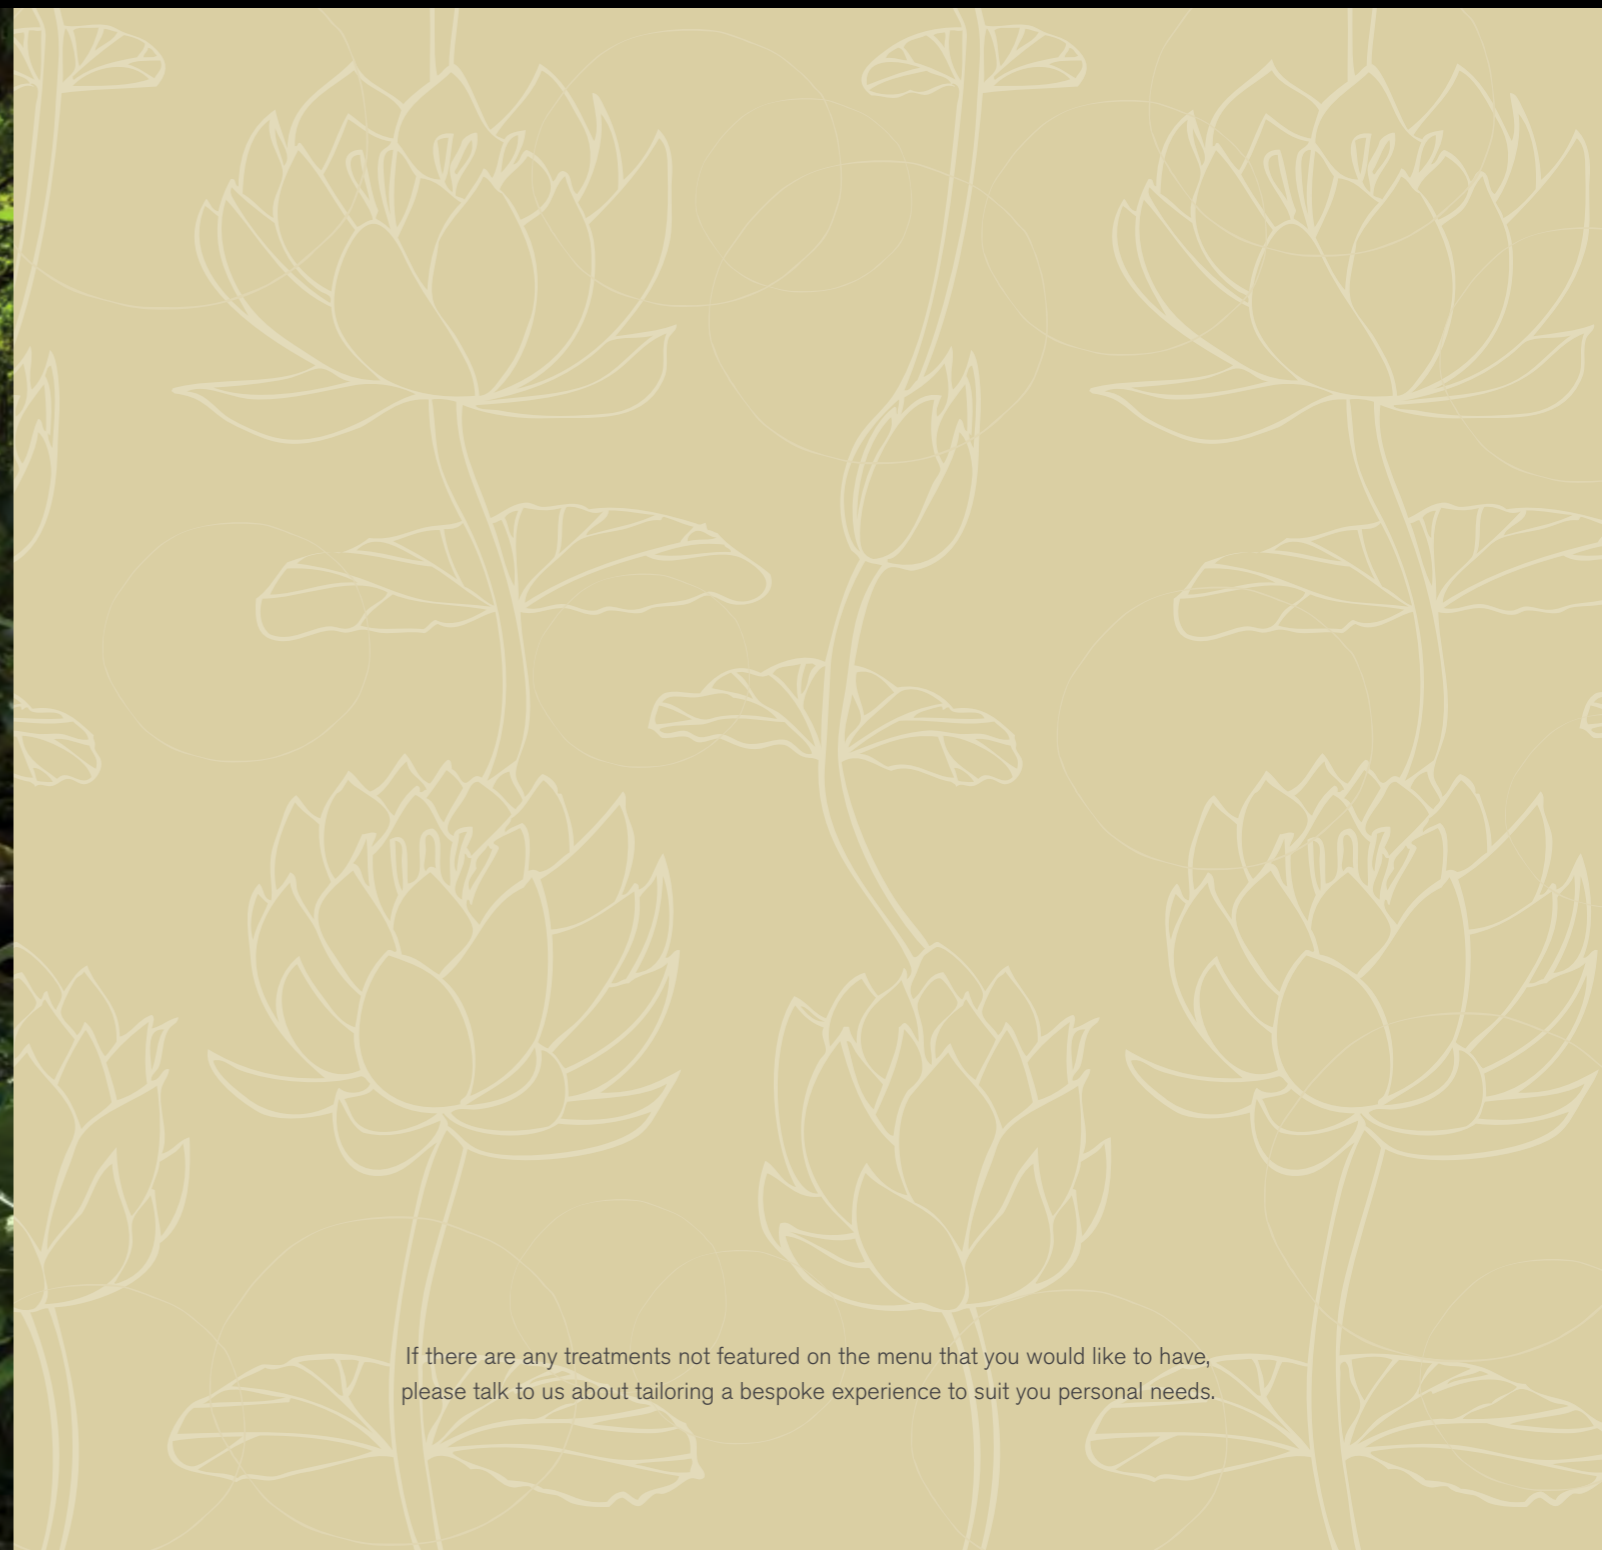 If there are any treatments not featured on the menu that you would like to have,
please talk to us about tailoring a bespoke experience to suit you personal needs.